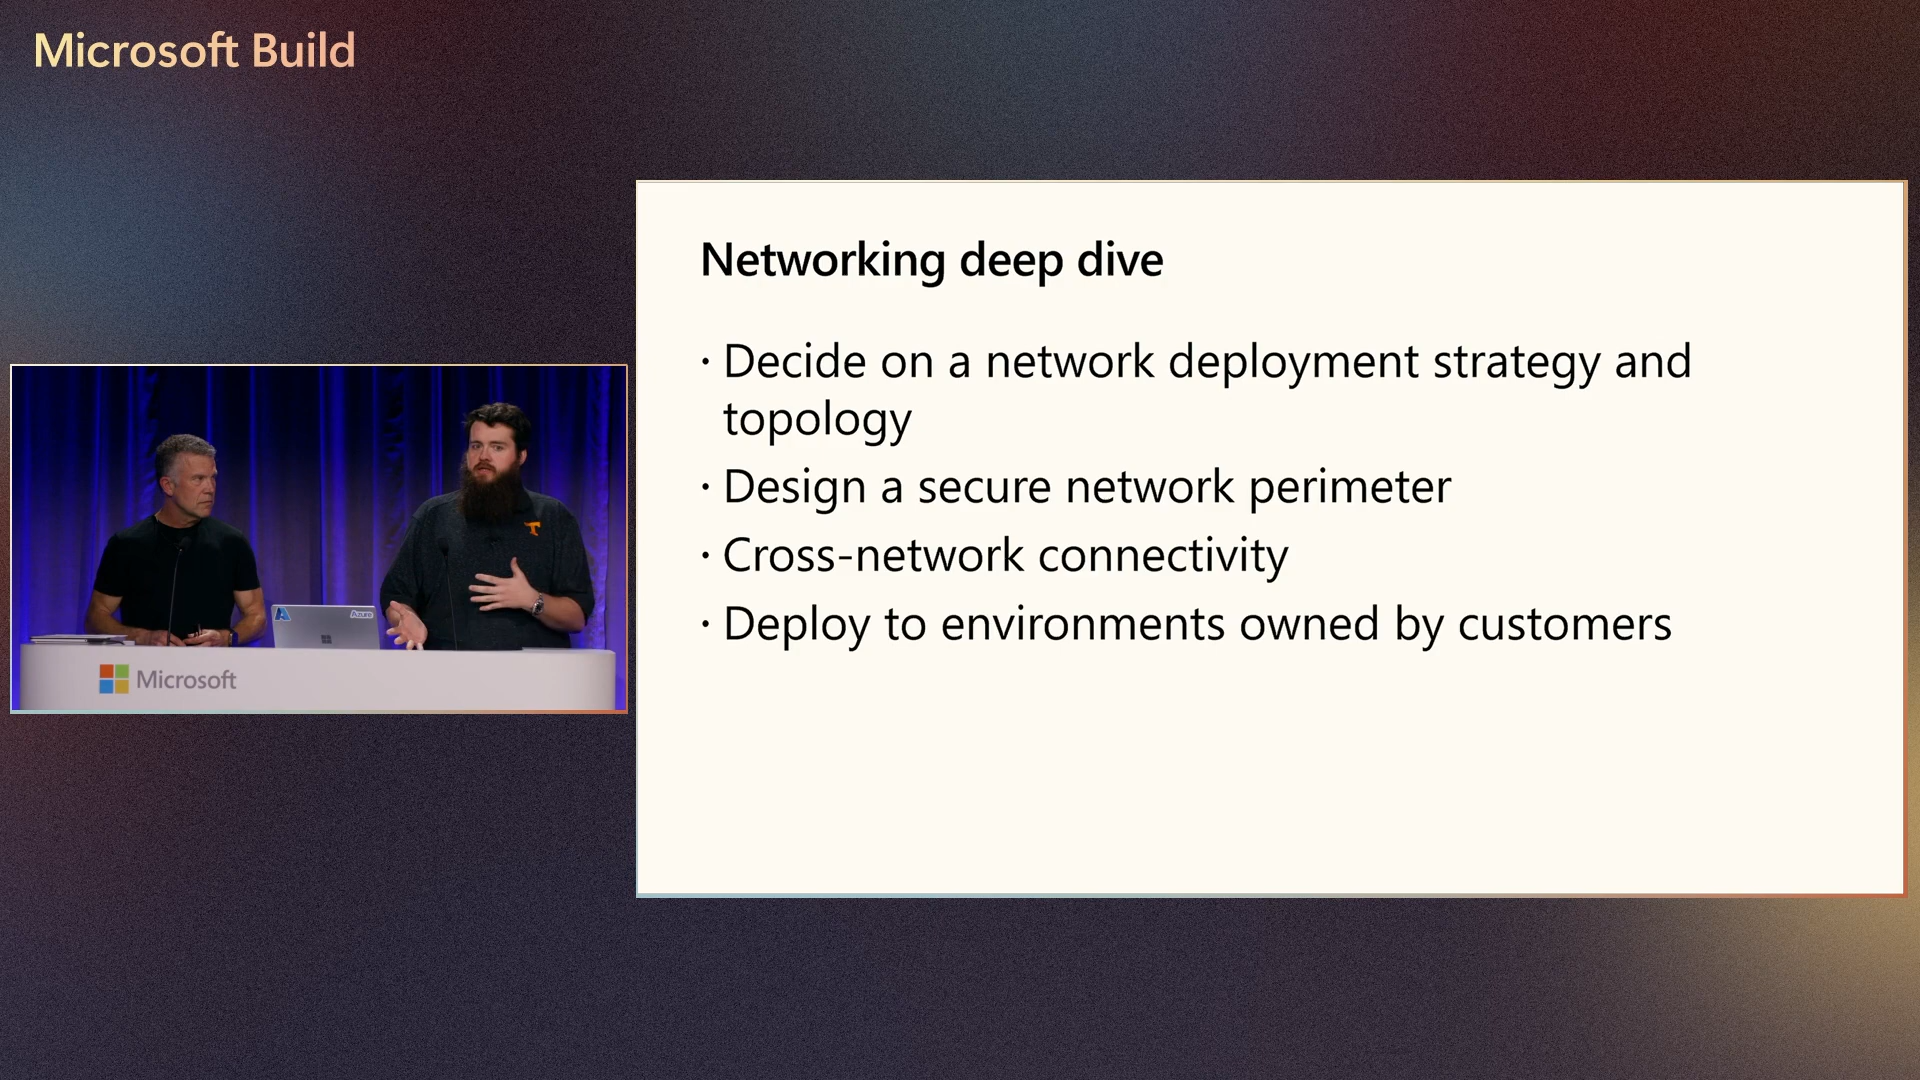 Microsoft Build
Networking deep dive
· Decide on a network deployment strategy and
topology
· Design a secure network perimeter
· Cross-network connectivity
· Deploy to environments owned by customers
Azure
T
Microsoft